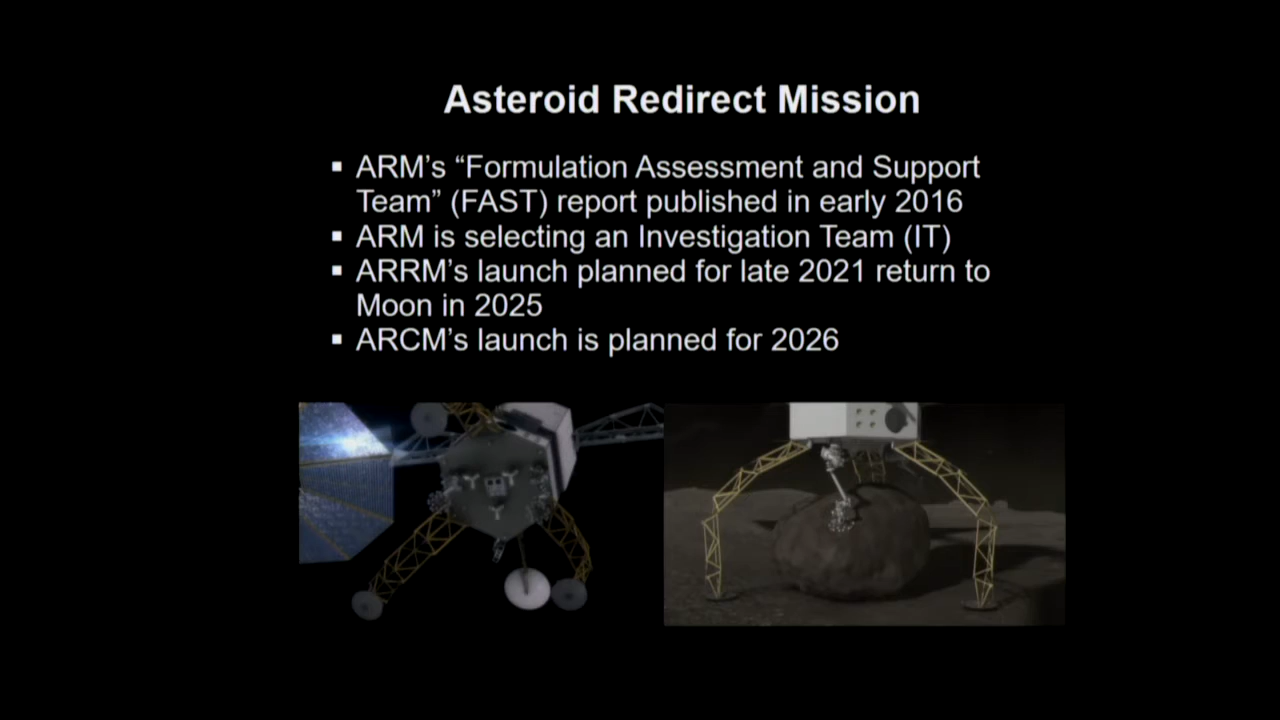 Asteroid Redirect Mission
▪ ARM’s “Formulation Assessment and Support
Team” (FAST) report published in early 2016
▪ ARM is selecting an Investigation Team (IT)
▪ ARRM’s launch planned for late 2021 return to
Moon in 2025
▪ ARCM’s launch is planned for 2026